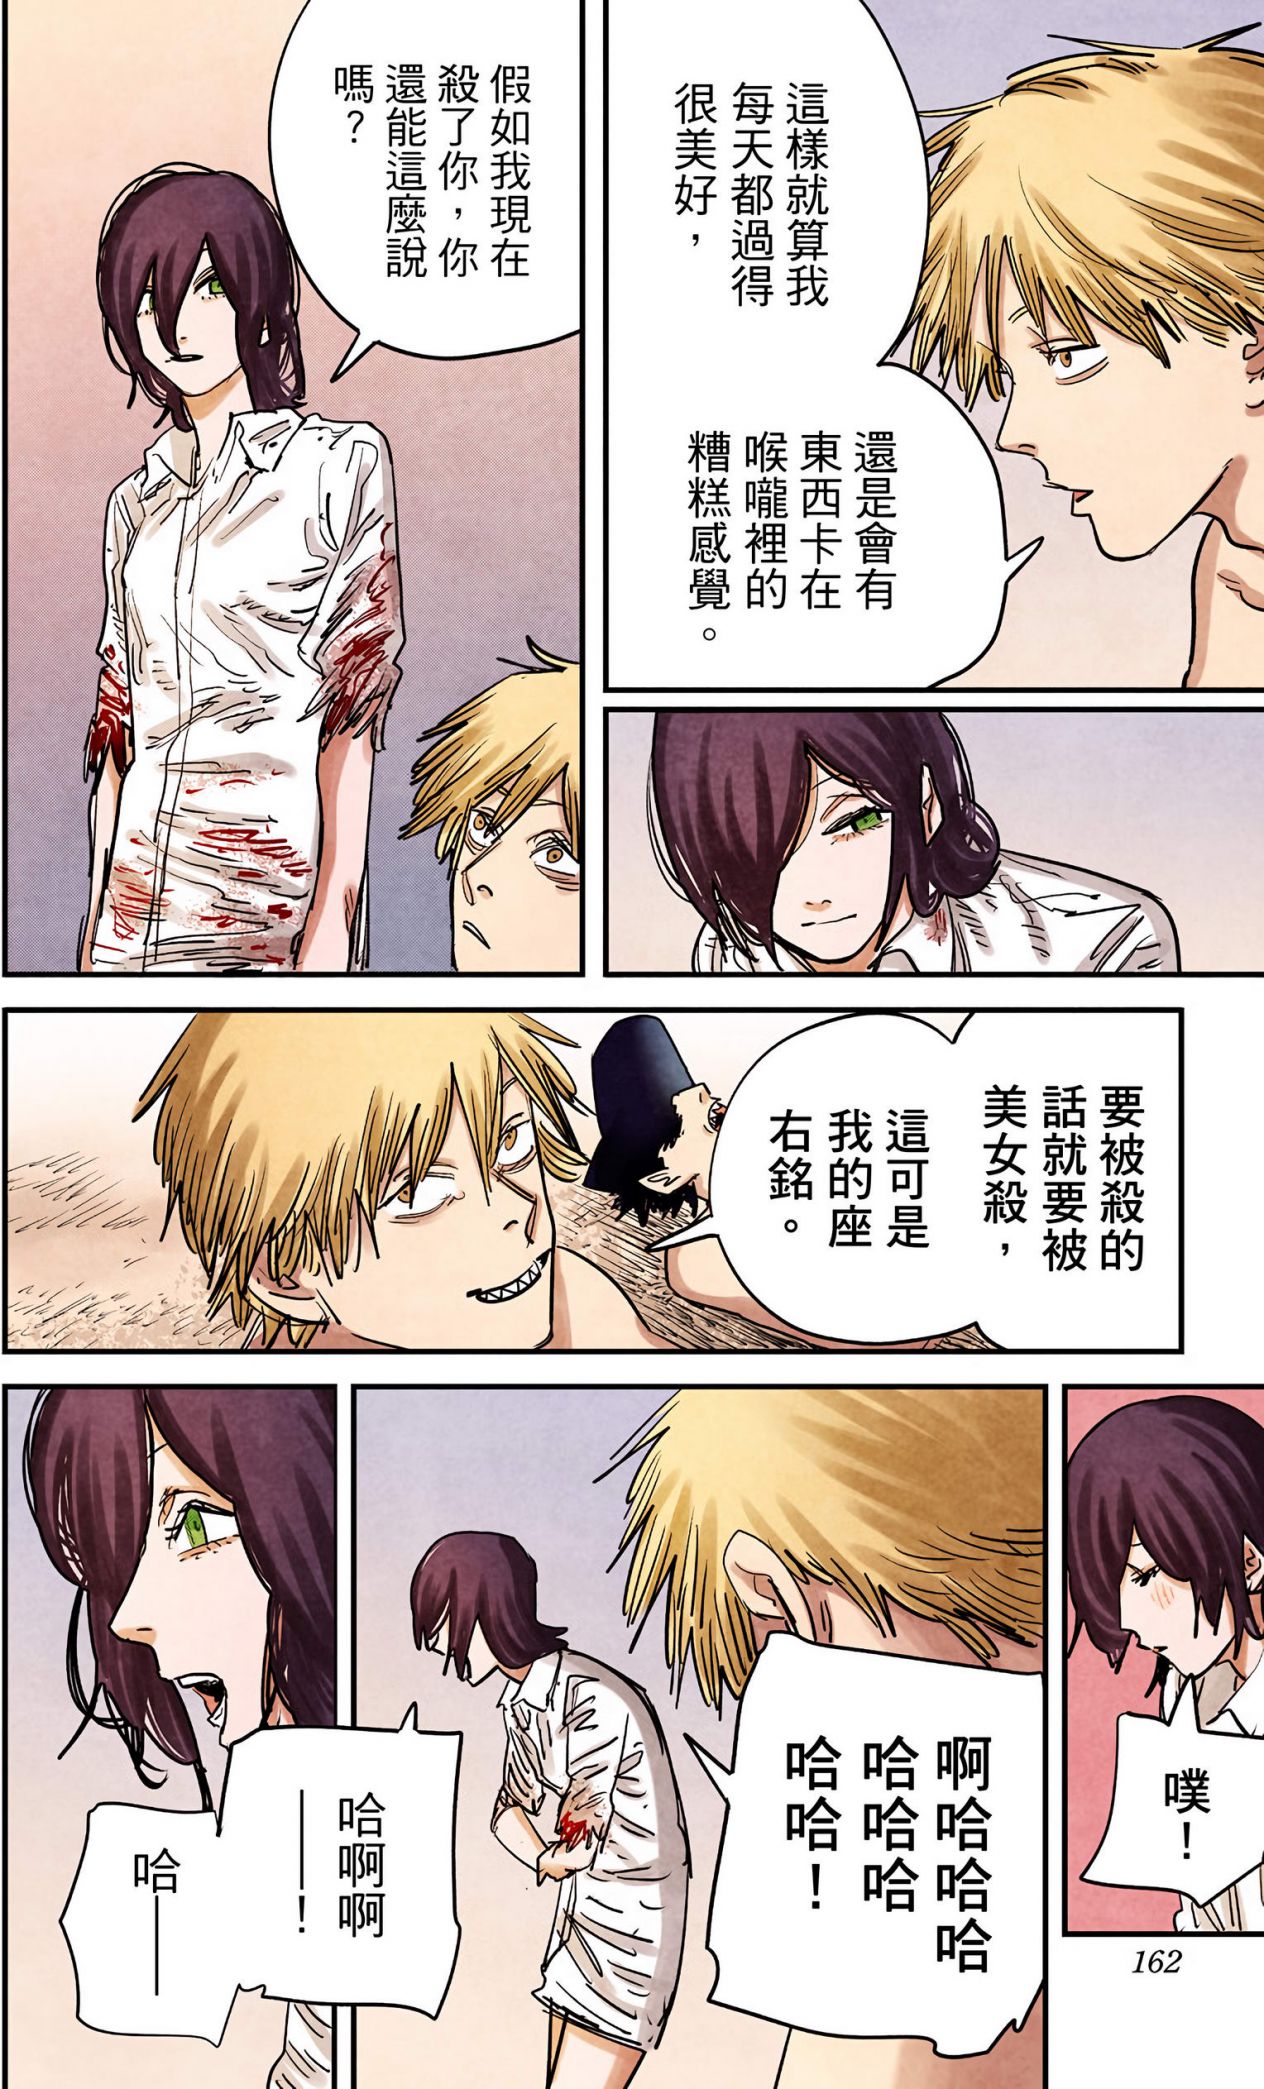 這樣就算我
每天都過得
很美好，
還是會有
東西卡在
喉嚨裡的
糟糕感覺。
假如我現在
殺了你，你
還能這麼說
嗎？
要被殺的
話就要被
美女殺，
這可是
我的座
右銘。
噗！
啊哈哈哈哈
哈哈哈
哈哈！
哈啊啊
——！
哈——
162